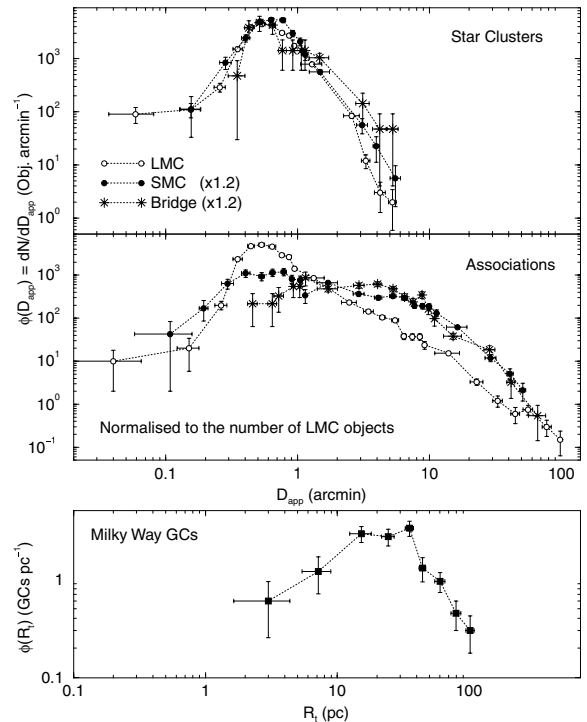 10³
10²
10¹
10⁰
Star Clusters
LMC
SMC (x1.2)
Bridge (x1.2)
ϕ(D_app) = dN/dD_app (Obj. arcmin⁻¹)
10³
10²
10¹
10⁰
10⁻¹
Associations
Normalised to the number of LMC objects
0.1 1 10 100
D_app (arcmin)
Milky Way GCs
ϕ(R_t) (GCs pc⁻¹)
1
0.1
0.1 1 10 100
R_t (pc)